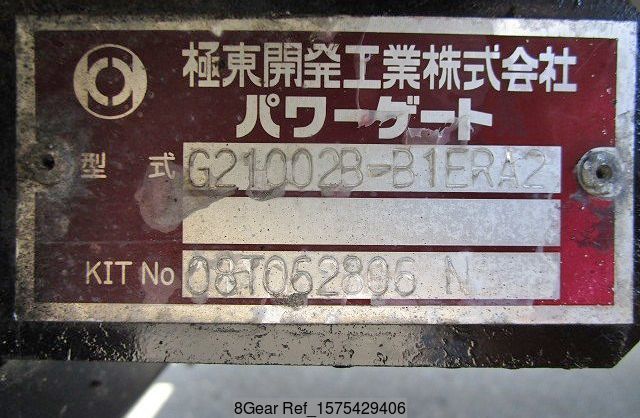 極東開発工業株式会社
パワーゲート
型式 G21002B-B1ERA2
KIT No 08T052895 N
8Gear Ref_1575429406